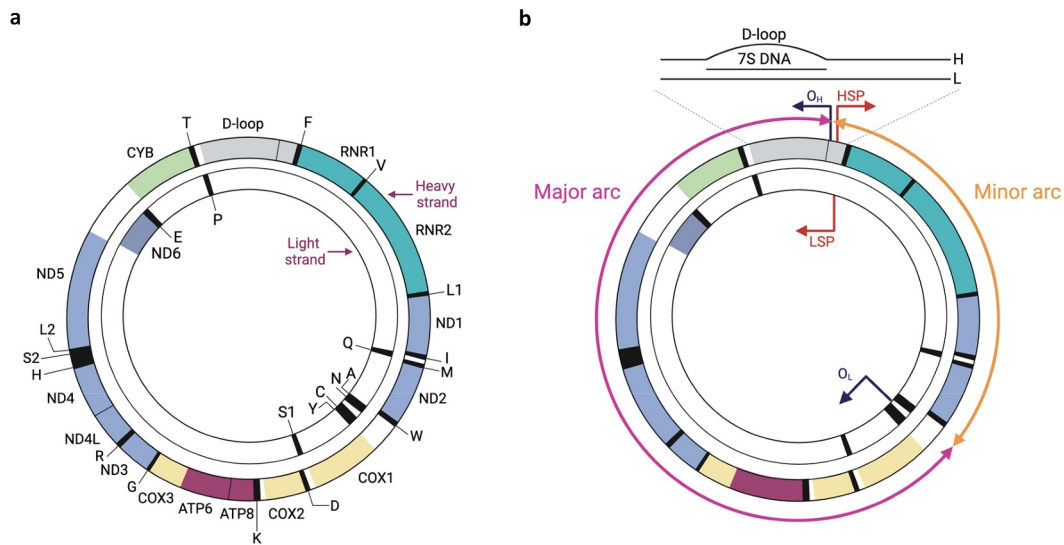 a
T
D-loop
F
CYB
RNR1
V
Heavy
strand
RNR2
P
E
ND6
Light
strand
ND5
L1
ND1
L2
S2
H
Q
I
M
ND4
N
A
C
Y
ND2
S1
W
ND4L
R
ND3
G
COX3
ATP6
ATP8
K
COX2
D
COX1
b
D-loop
7S DNA
H
L
OH
HSP
Major arc
Minor arc
LSP
OL